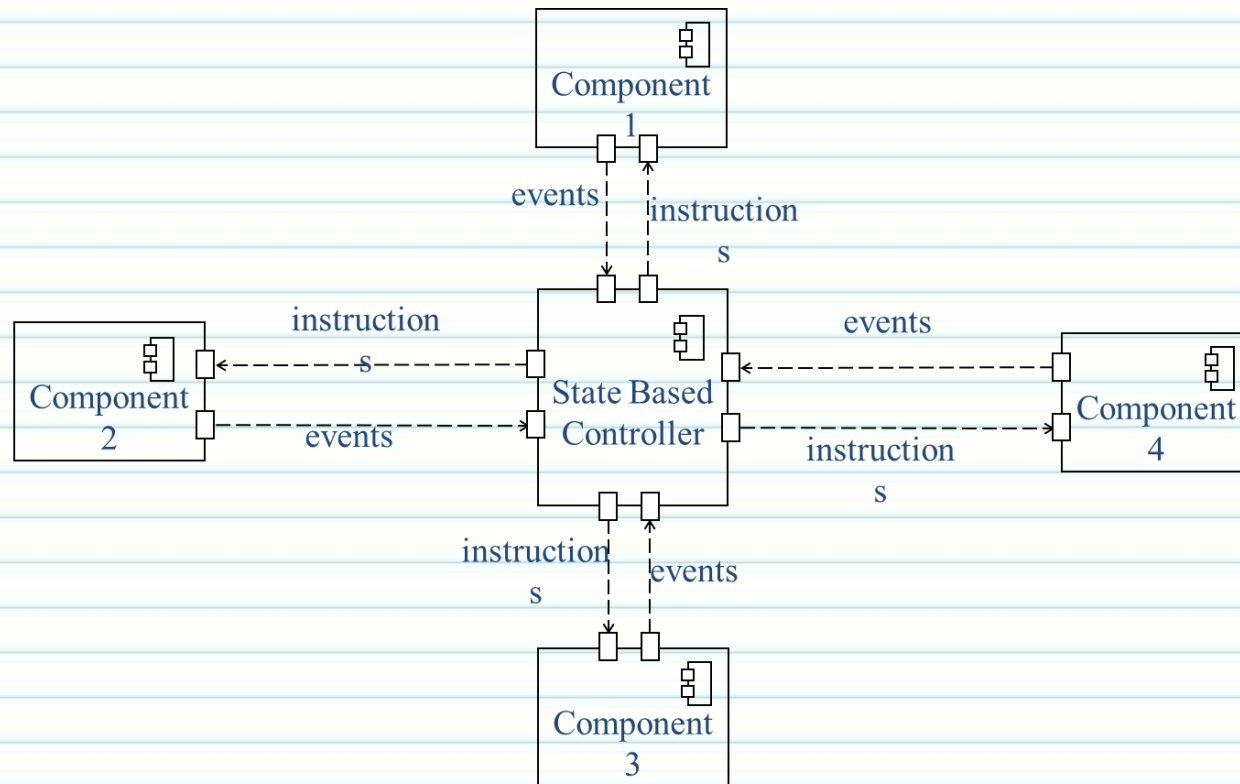 Component
1
events
instruction
s
instruction
s
events
Component
2
events
State Based
Controller
Component
4
instruction
s
instruction
s
events
Component
3